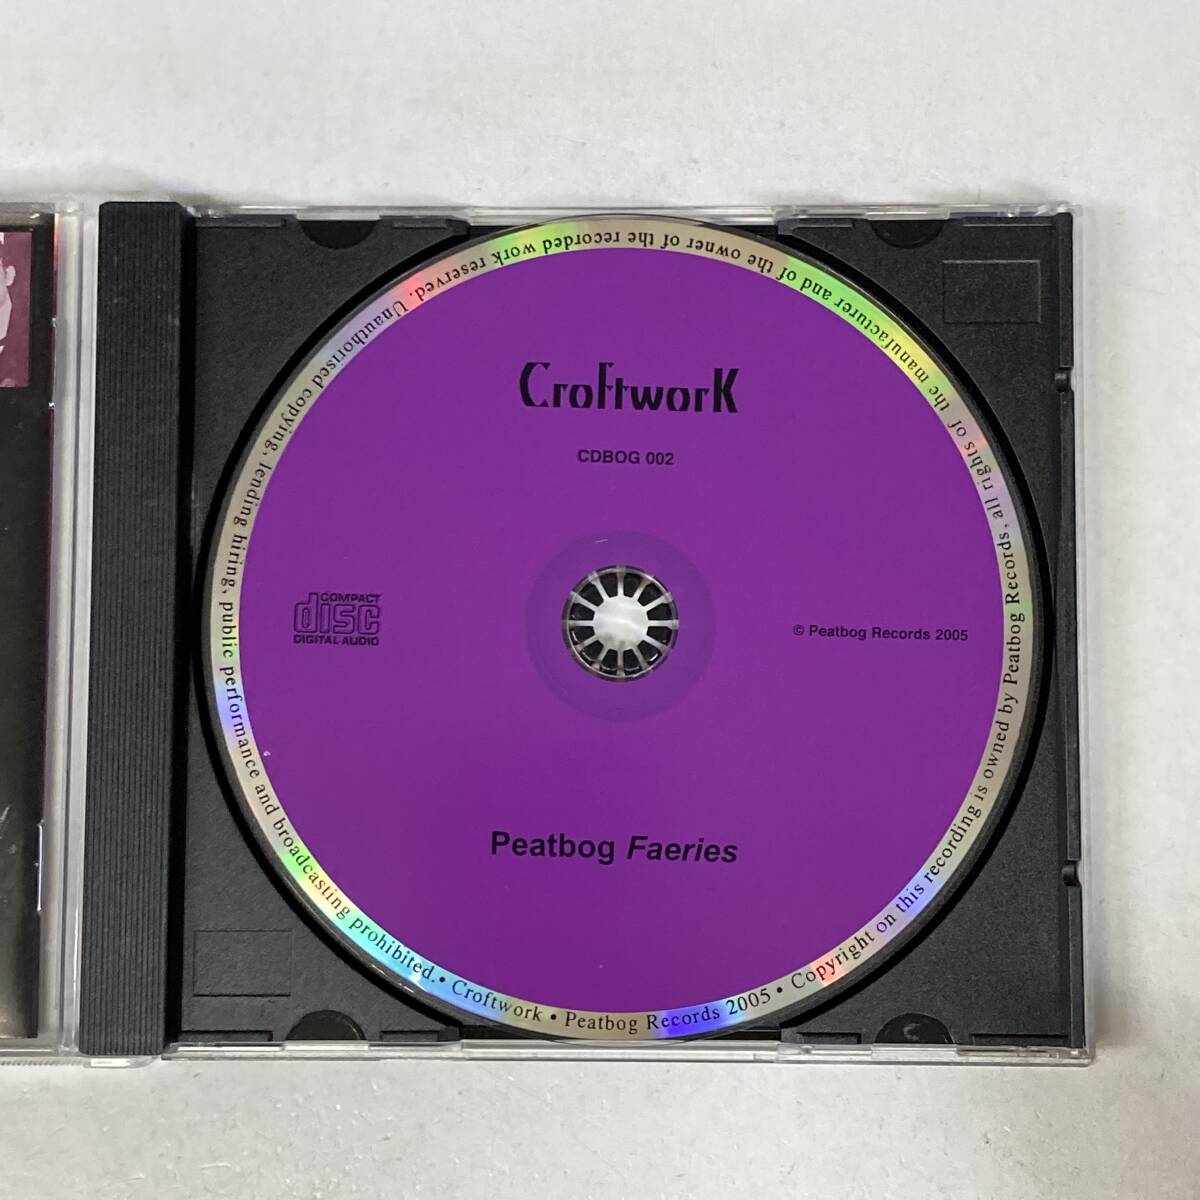 CroftworK
CDBOG 002
COMPACT
disc
DIGITAL AUDIO
© Peatbog Records 2005
Peatbog Faeries
Croftwork • Peatbog Records 2005 • Copyright on this recording is owned by Peatbog Records, all rights of the manufacturer and of the owner of the recorded work reserved. Unauthorised copying, lending hiring, public performance and broadcasting prohibited. •